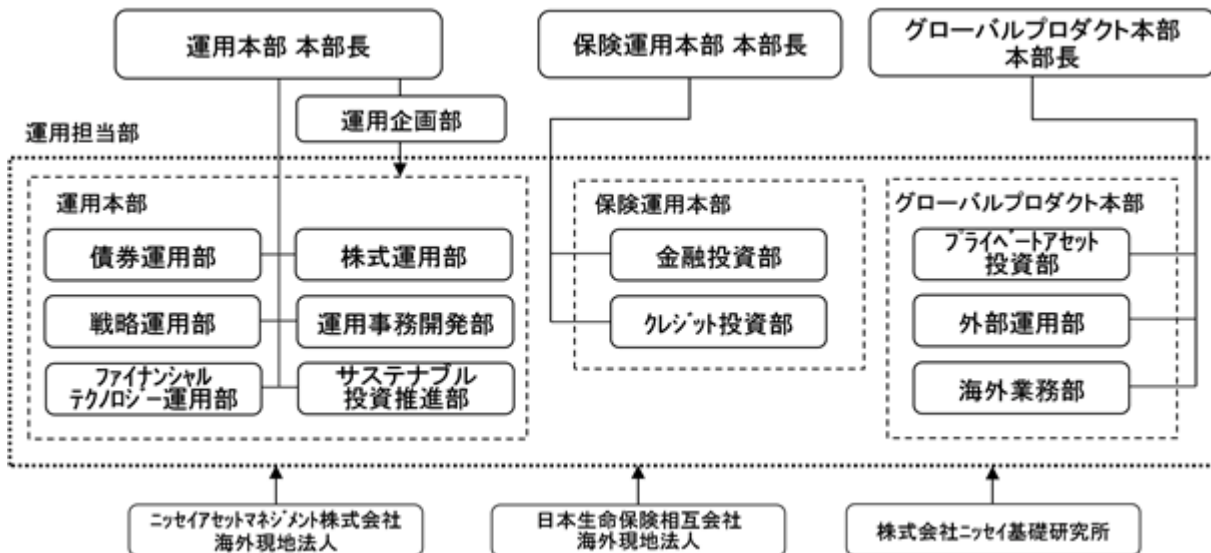 運用本部 本部長
保険運用本部 本部長
グローバルプロダクト本部
本部長
運用企画部
運用担当部
運用本部
債券運用部
株式運用部
戦略運用部
運用事務開発部
ファイナンシャル
テクノロジー運用部
サステナブル
投資推進部
保険運用本部
金融投資部
クレジット投資部
グローバルプロダクト本部
プライベートアセット
投資部
外部運用部
海外業務部
ニッセイアセットマネジメント株式会社
海外現地法人
日本生命保険相互会社
海外現地法人
株式会社ニッセイ基礎研究所